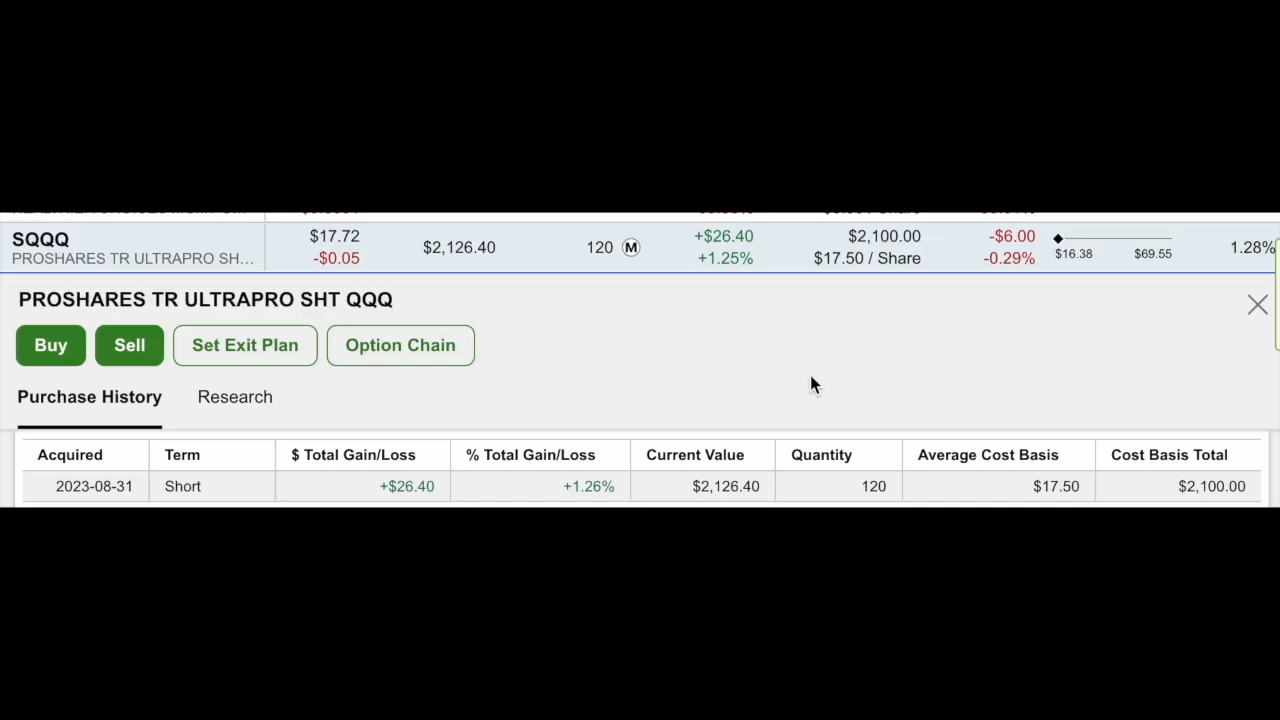 SQQQ $17.72 $2,126.40 120 M +$26.40 $2,100.00 -$6.00
PROSHARES TR ULTRAPRO SH… -$0.05 +1.25% $17.50 / Share -0.29% $16.38 $69.55 1.28%
PROSHARES TR ULTRAPRO SHT QQQ
Buy Sell Set Exit Plan Option Chain
Purchase History Research
Acquired Term $ Total Gain/Loss % Total Gain/Loss Current Value Quantity Average Cost Basis Cost Basis Total
2023-08-31 Short +$26.40 +1.26% $2,126.40 120 $17.50 $2,100.00